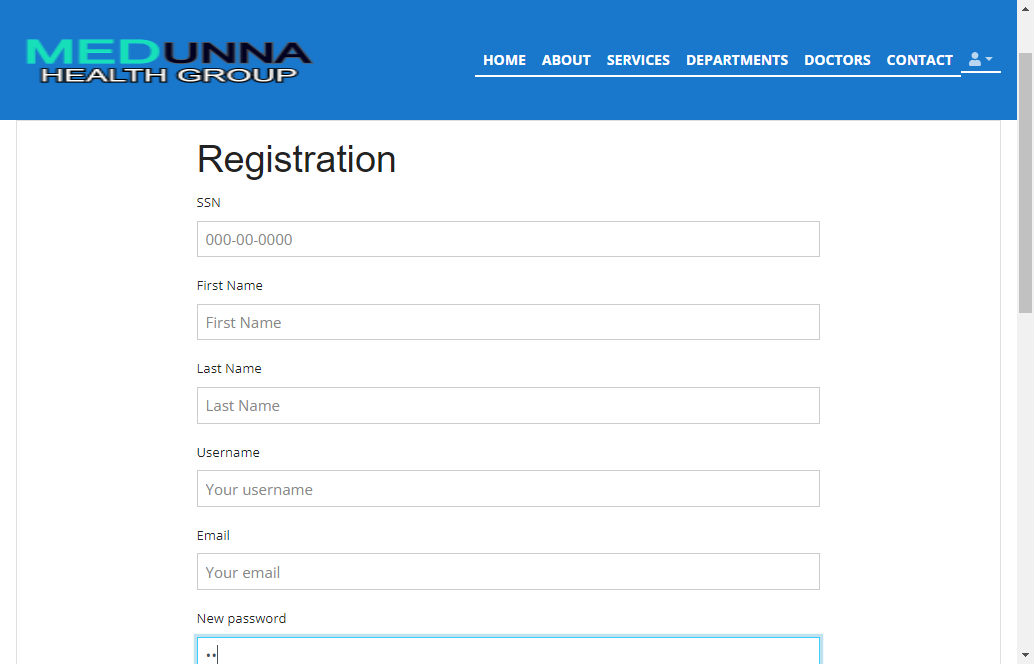 MEDUNNA
HEALTH GROUP
HOME ABOUT SERVICES DEPARTMENTS DOCTORS CONTACT
Registration
SSN
000-00-0000
First Name
First Name
Last Name
Last Name
Username
Your username
Email
Your email
New password
••